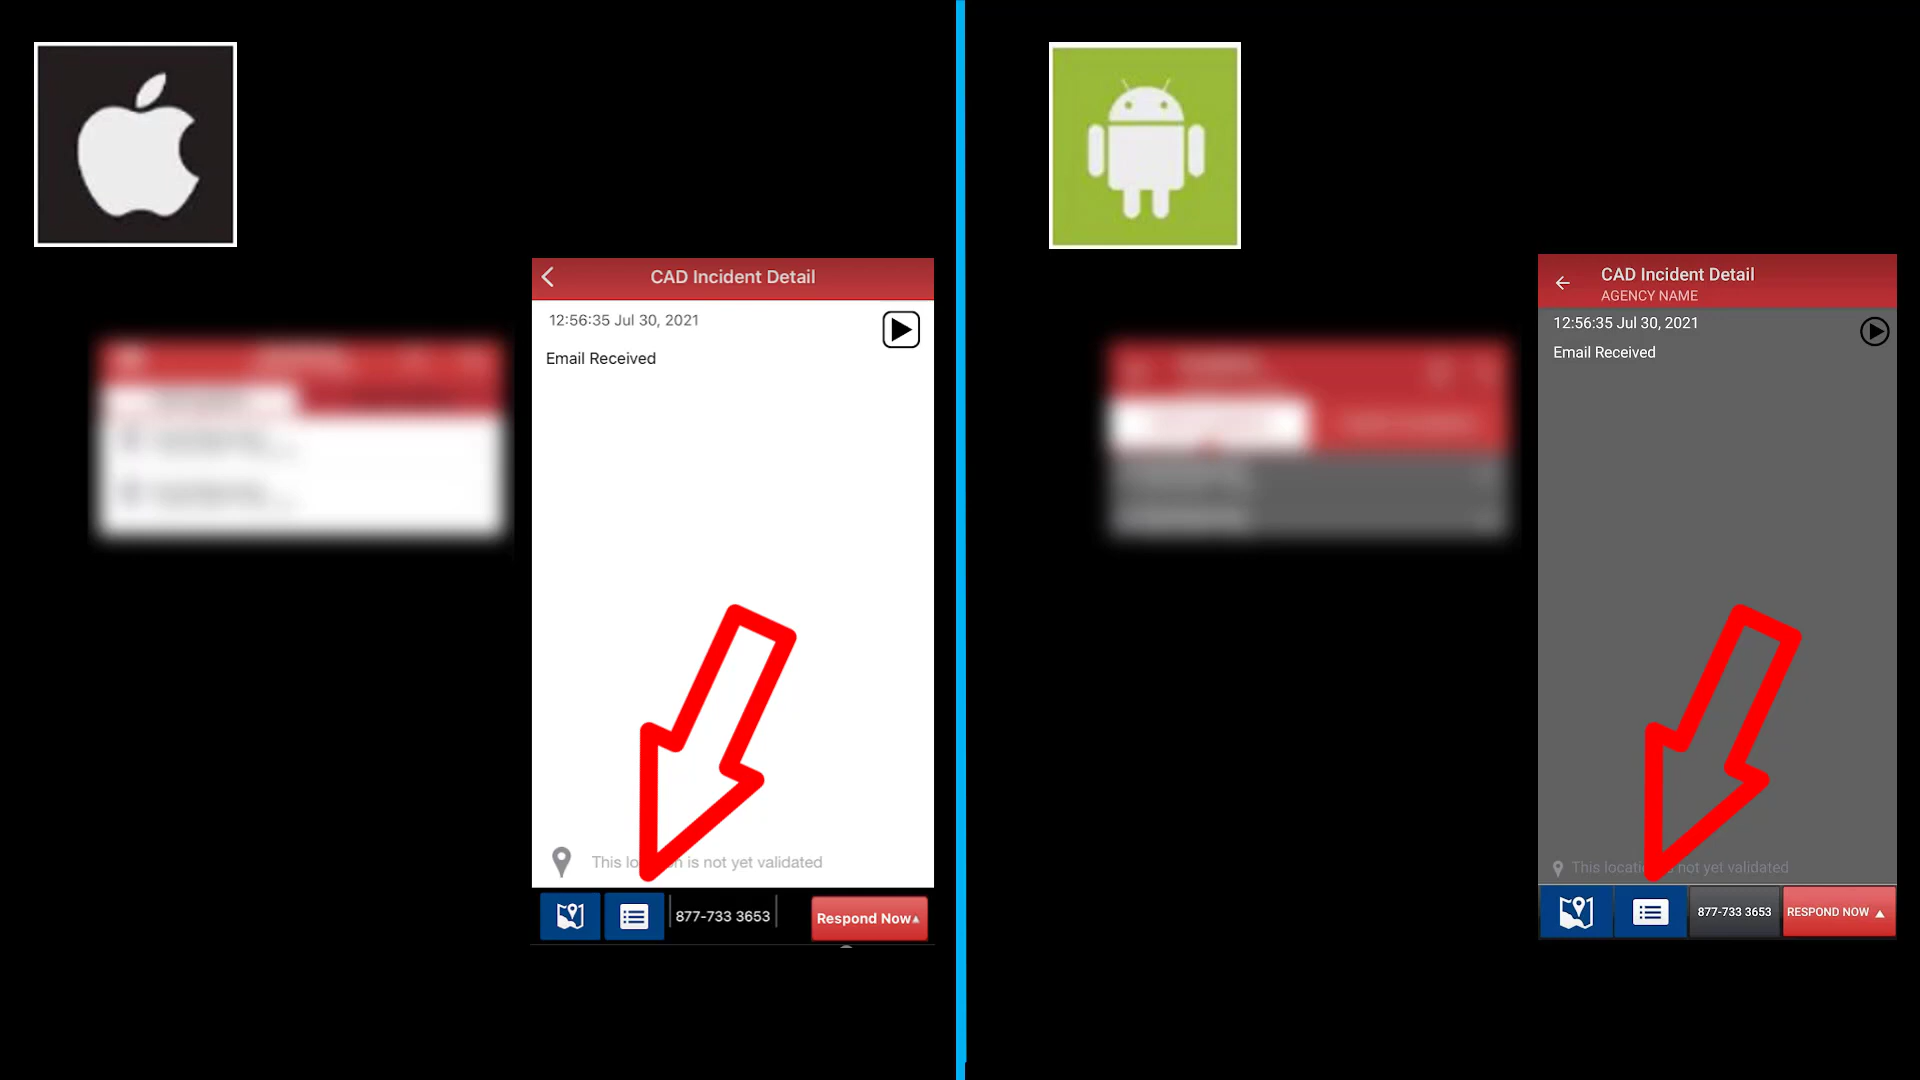 CAD Incident Detail
12:56:35 Jul 30, 2021
Email Received
This lo n is not yet validated
877-733 3653
Respond Now▲
CAD Incident Detail
AGENCY NAME
12:56:35 Jul 30, 2021
Email Received
This locati not yet validated
877-733 3653
RESPOND NOW ▲